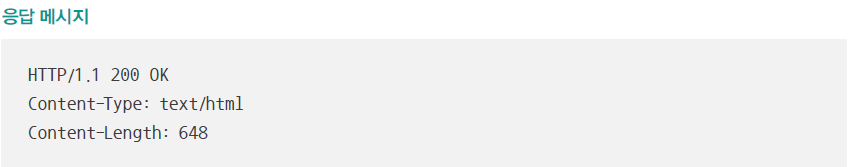 응답 메시지
HTTP/1.1 200 OK
Content-Type: text/html
Content-Length: 648